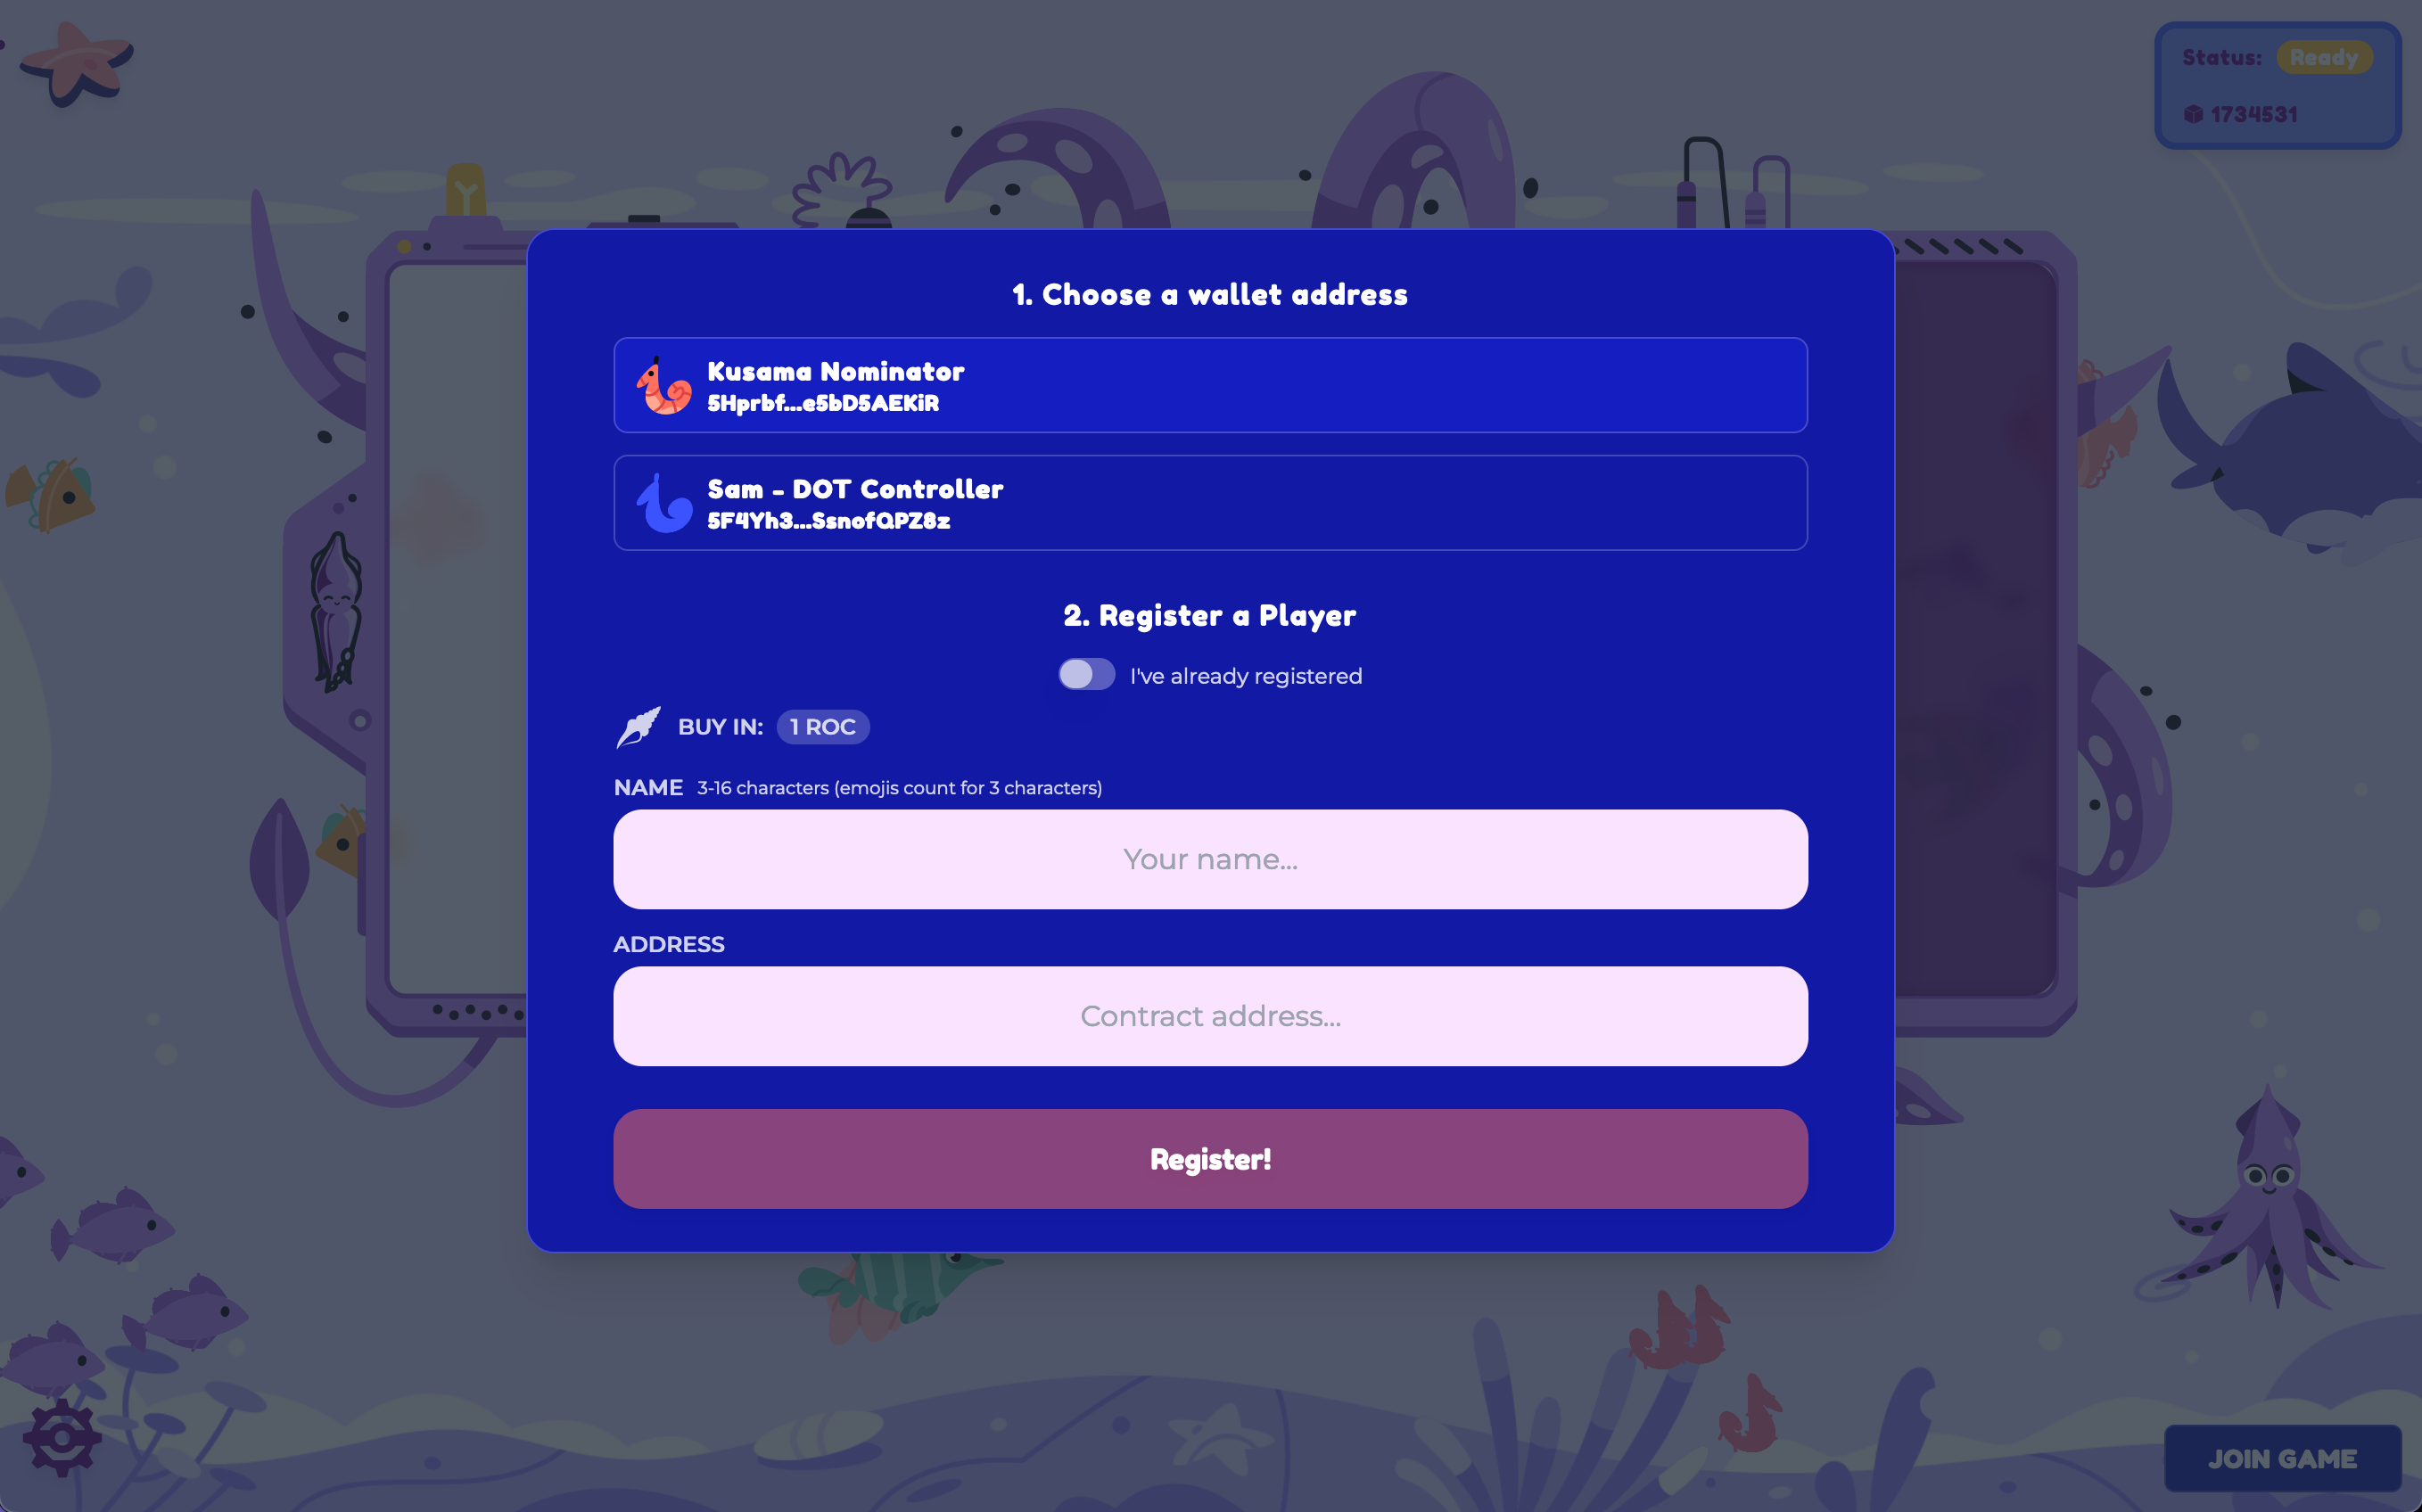 Status: Ready
1734531
1. Choose a wallet address
Kusama Nominator
5Hprbf...e5bD5AEKiR
Sam - DOT Controller
5F4Yh3...SsnofQPZ8z
2. Register a Player
I've already registered
BUY IN: 1 ROC
NAME 3-16 characters (emojis count for 3 characters)
Your name...
ADDRESS
Contract address...
Register!
JOIN GAME